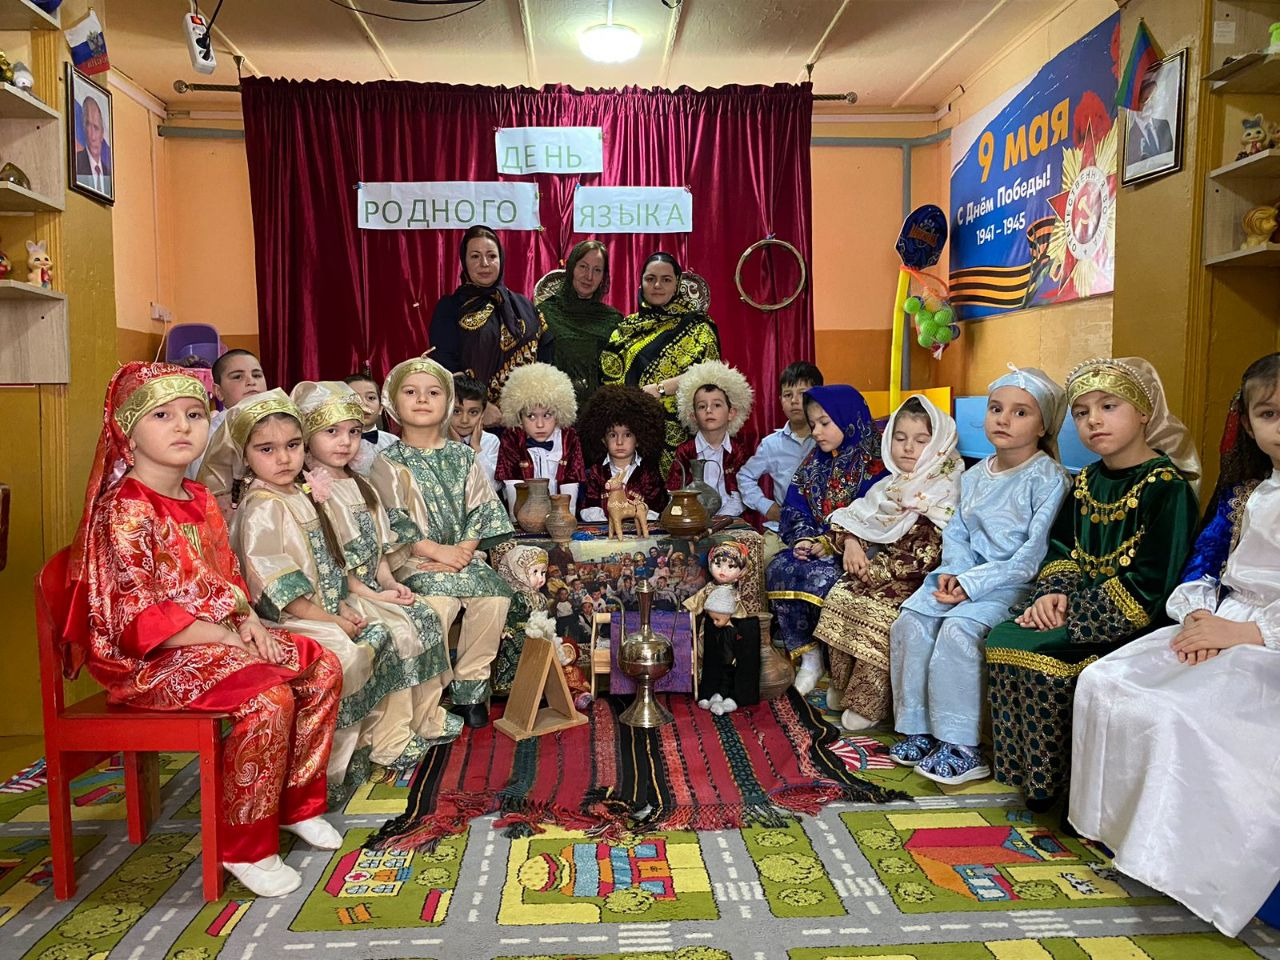 ДЕНЬ
РОДНОГО ЯЗЫКА
9 мая
С Днём Победы!
1941 - 1945